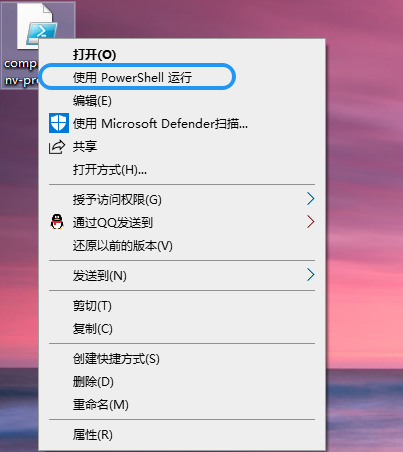 comp
nv-pr
打开(O)
使用 PowerShell 运行
编辑(E)
使用 Microsoft Defender扫描...
共享
打开方式(H)...
授予访问权限(G)
通过QQ发送到
还原以前的版本(V)
发送到(N)
剪切(T)
复制(C)
创建快捷方式(S)
删除(D)
重命名(M)
属性(R)